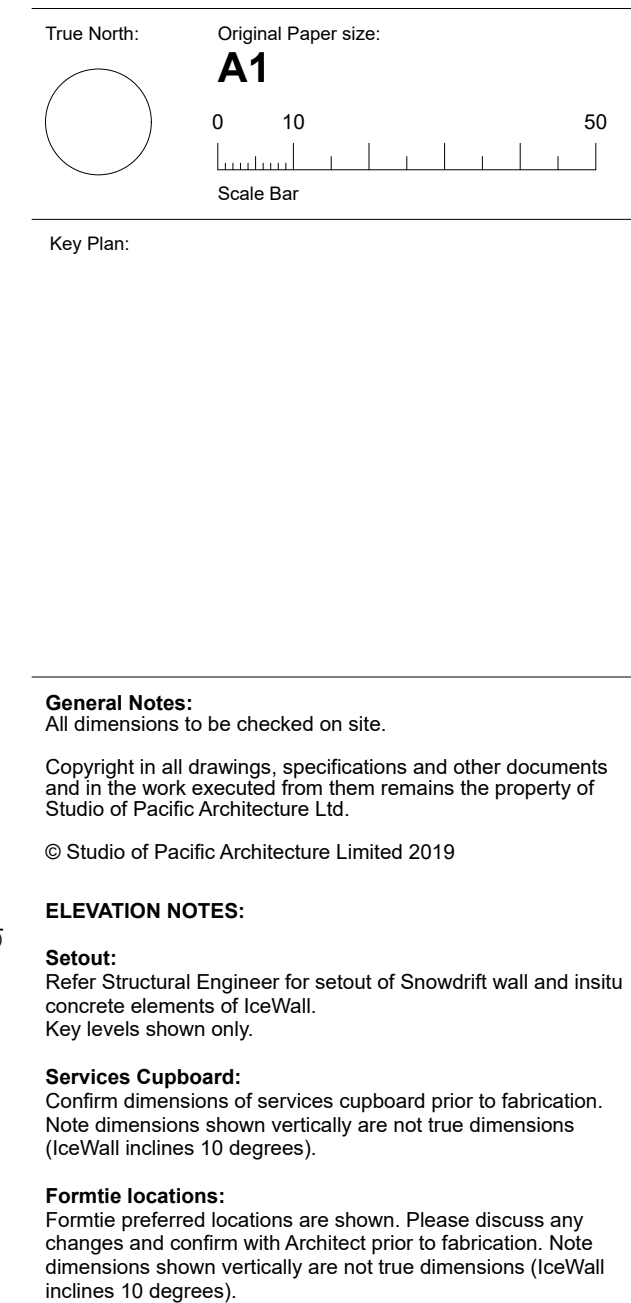 True North:
Original Paper size:
A1
0 10 50
Scale Bar
Key Plan:
General Notes:
All dimensions to be checked on site.
Copyright in all drawings, specifications and other documents
and in the work executed from them remains the property of
Studio of Pacific Architecture Ltd.
© Studio of Pacific Architecture Limited 2019
ELEVATION NOTES:
Setout:
Refer Structural Engineer for setout of Snowdrift wall and insitu
concrete elements of IceWall.
Key levels shown only.
Services Cupboard:
Confirm dimensions of services cupboard prior to fabrication.
Note dimensions shown vertically are not true dimensions
(IceWall inclines 10 degrees).
Formtie locations:
Formtie preferred locations are shown. Please discuss any
changes and confirm with Architect prior to fabrication. Note
dimensions shown vertically are not true dimensions (IceWall
inclines 10 degrees).